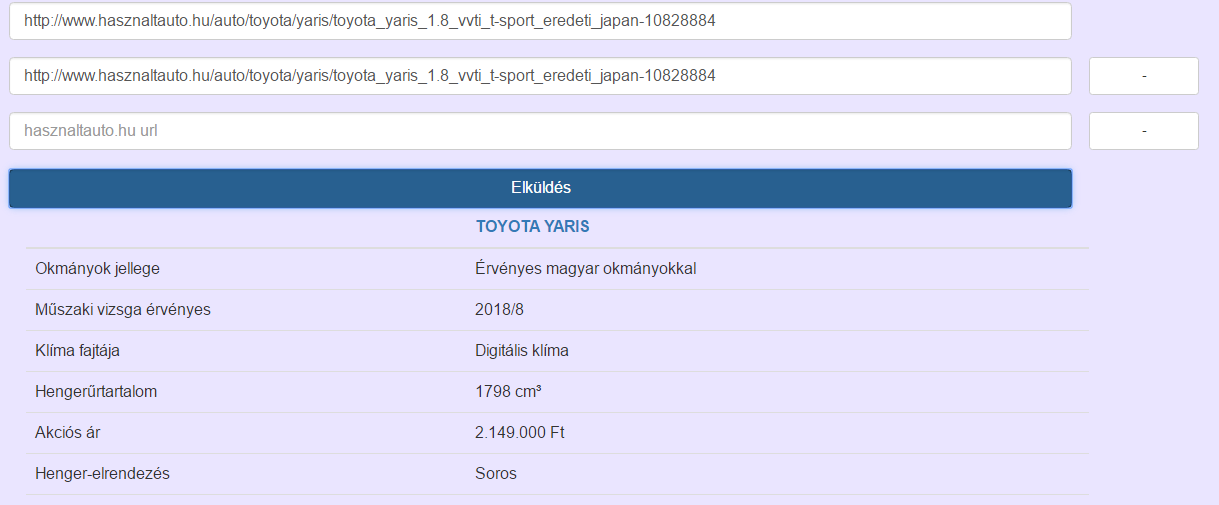 http://www.hasznaltauto.hu/auto/toyota/yaris/toyota_yaris_1.8_vvti_t-sport_eredeti_japan-10828884
http://www.hasznaltauto.hu/auto/toyota/yaris/toyota_yaris_1.8_vvti_t-sport_eredeti_japan-10828884 -
hasznaltauto.hu url -
Elküldés
TOYOTA YARIS
Okmányok jellege Érvényes magyar okmányokkal
Műszaki vizsga érvényes 2018/8
Klíma fajtája Digitális klíma
Hengerűrtartalom 1798 cm³
Akciós ár 2.149.000 Ft
Henger-elrendezés Soros